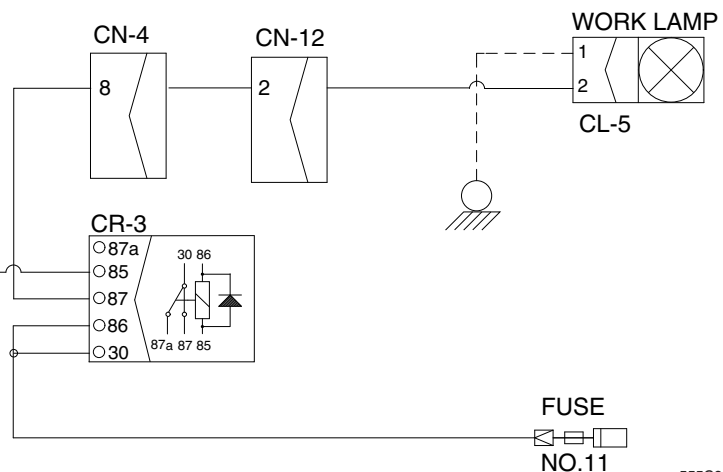 WORK LAMP
CN-4
CN-12
1
8
2
2
CL-5
CR-3
87a
85
87
86
30
30 86
87a 87 85
FUSE
NO.11